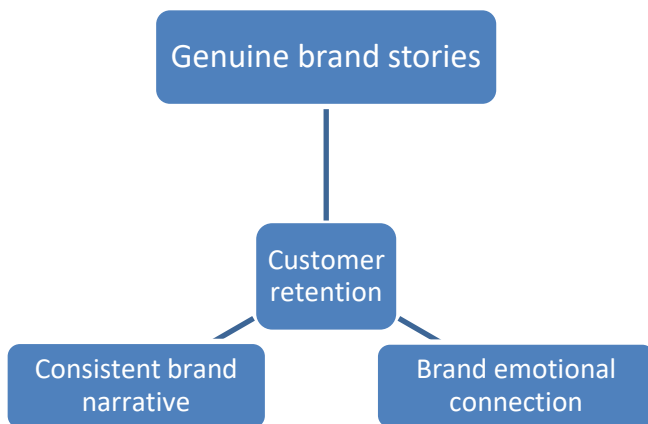 Genuine brand stories
Customer
retention
Consistent brand
narrative
Brand emotional
connection